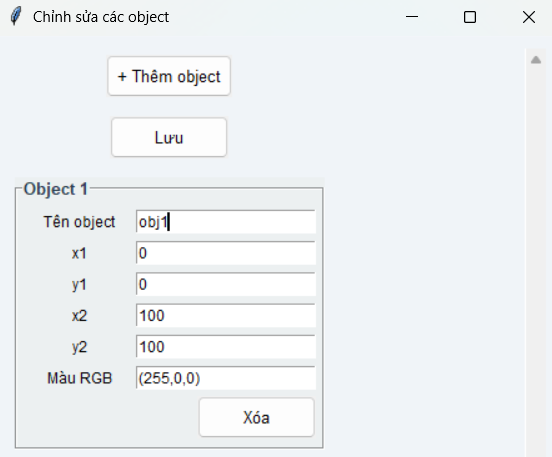 Chỉnh sửa các object
+ Thêm object
Lưu
Object 1
Tên object obj1
x1 0
y1 0
x2 100
y2 100
Màu RGB (255,0,0)
Xóa